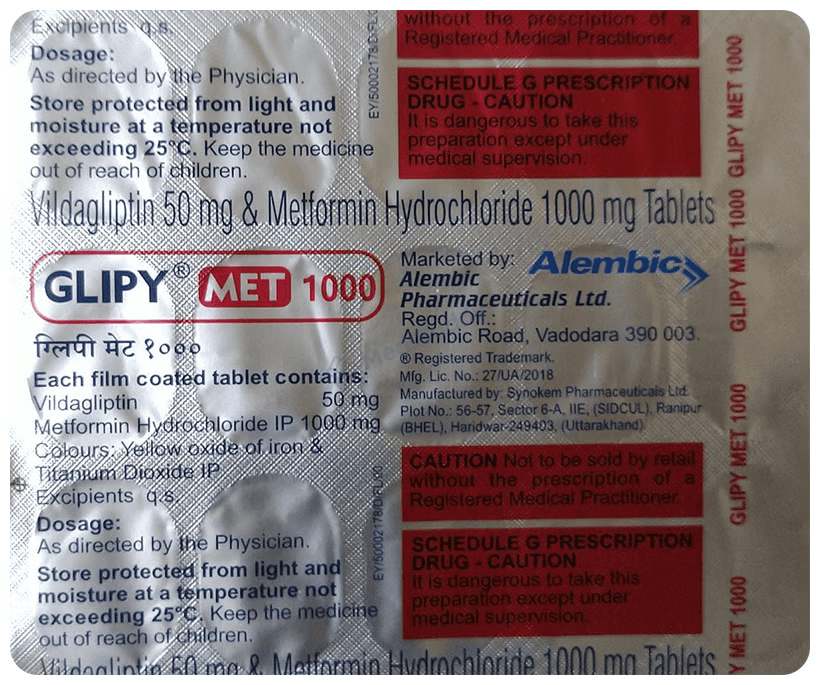 Excipients q.s.
Dosage:
As directed by the Physician.
Store protected from light and
moisture at a temperature not
exceeding 25°C. Keep the medicine
out of reach of children.
EY/50002178/D/FL/00
without the prescription of a
Registered Medical Practitioner.
SCHEDULE G PRESCRIPTION
DRUG - CAUTION
It is dangerous to take this
preparation except under
medical supervision.
Vildagliptin 50 mg & Metformin Hydrochloride 1000 mg Tablets
GLIPY® MET 1000
ग्लिपी मेट १०००
Each film coated tablet contains:
Vildagliptin 50 mg
Metformin Hydrochloride IP 1000 mg
Colours: Yellow oxide of iron &
Titanium Dioxide IP
Excipients q.s.
Dosage:
As directed by the Physician.
Store protected from light and
moisture at a temperature not
exceeding 25°C. Keep the medicine
out of reach of children.
Marketed by: Alembic
Alembic
Pharmaceuticals Ltd.
Regd. Off.:
Alembic Road, Vadodara 390 003.
® Registered Trademark.
Mfg. Lic. No.: 27/UA/2018
Manufactured by: Synokem Pharmaceuticals Ltd.
Plot No.: 56-57, Sector 6-A, IIE, (SIDCUL), Ranipur
(BHEL), Haridwar-249403, (Uttarakhand).
EY/50002178/D/FL/00
CAUTION Not to be sold by retail
without the prescription of a
Registered Medical Practitioner.
SCHEDULE G PRESCRIPTION
DRUG - CAUTION
It is dangerous to take this
preparation except under
medical supervision.
Vildagliptin 50 mg & Metformin Hydrochloride 1000 mg Tablets
GLIPY MET 1000
GLIPY MET 1000
GLIPY MET 1000
Y MET 1000